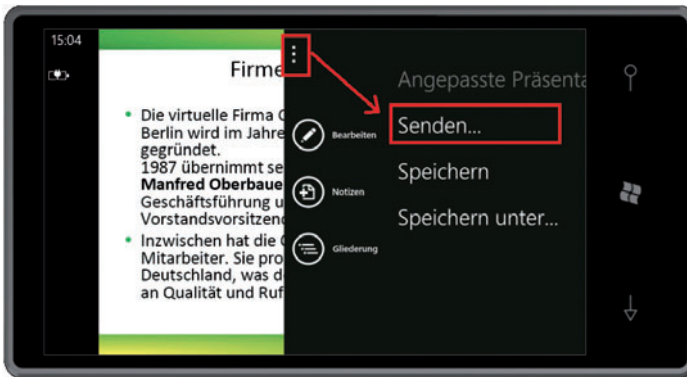 15:04
Firme
Die virtuelle Firma
Berlin wird im Jahre
gegründet.
1987 übernimmt se
Manfred Oberbaue
Geschäftsführung u
Vorstandsvorsitzend
Inzwischen hat die
Mitarbeiter. Sie pro
Deutschland, was d
an Qualität und Ruf
Bearbeiten
Notizen
Gliederung
Angepasste Präsenta
Senden...
Speichern
Speichern unter...